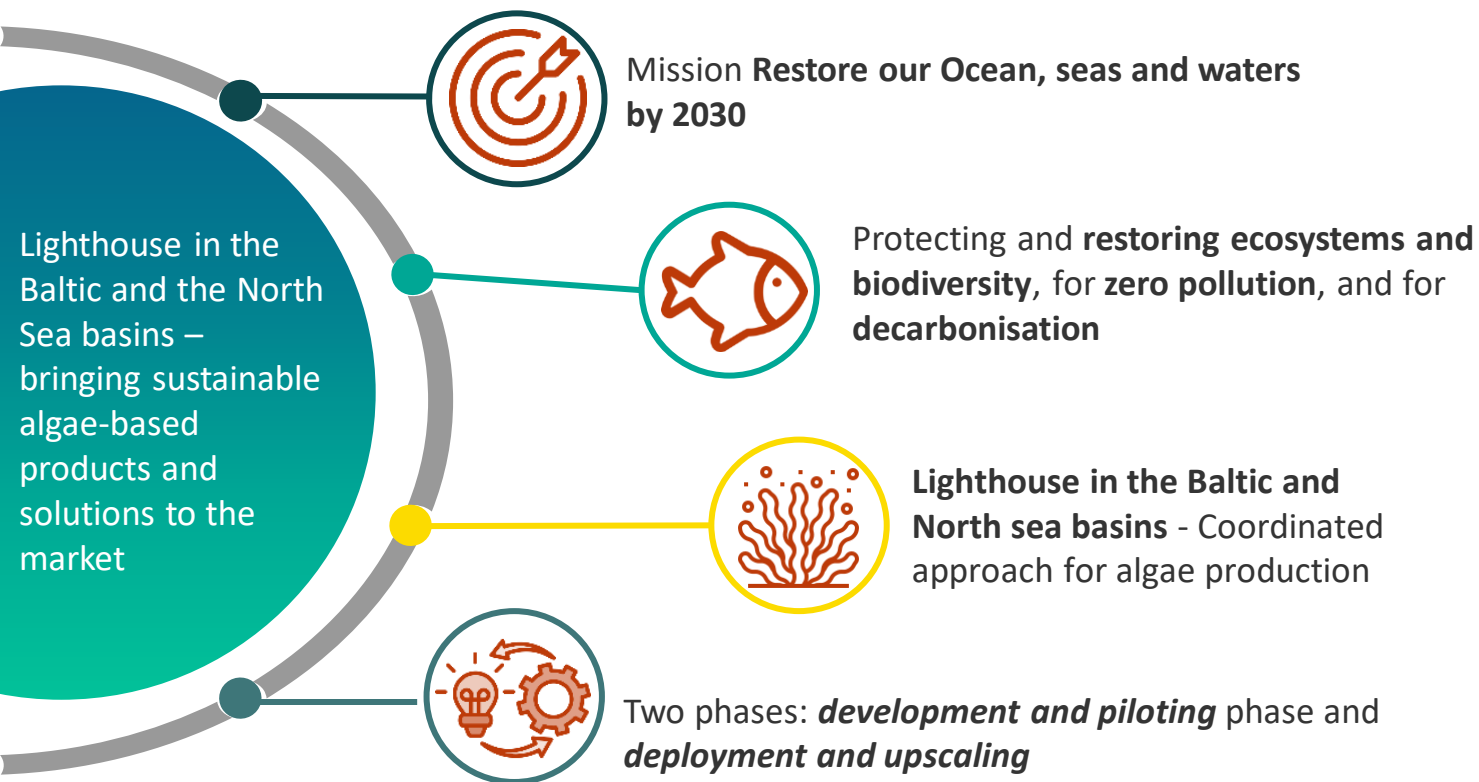 Lighthouse in the
Baltic and the North
Sea basins –
bringing sustainable
algae-based
products and
solutions to the
market
Mission Restore our Ocean, seas and waters
by 2030
Protecting and restoring ecosystems and
biodiversity, for zero pollution, and for
decarbonisation
Lighthouse in the Baltic and
North sea basins - Coordinated
approach for algae production
Two phases: development and piloting phase and
deployment and upscaling